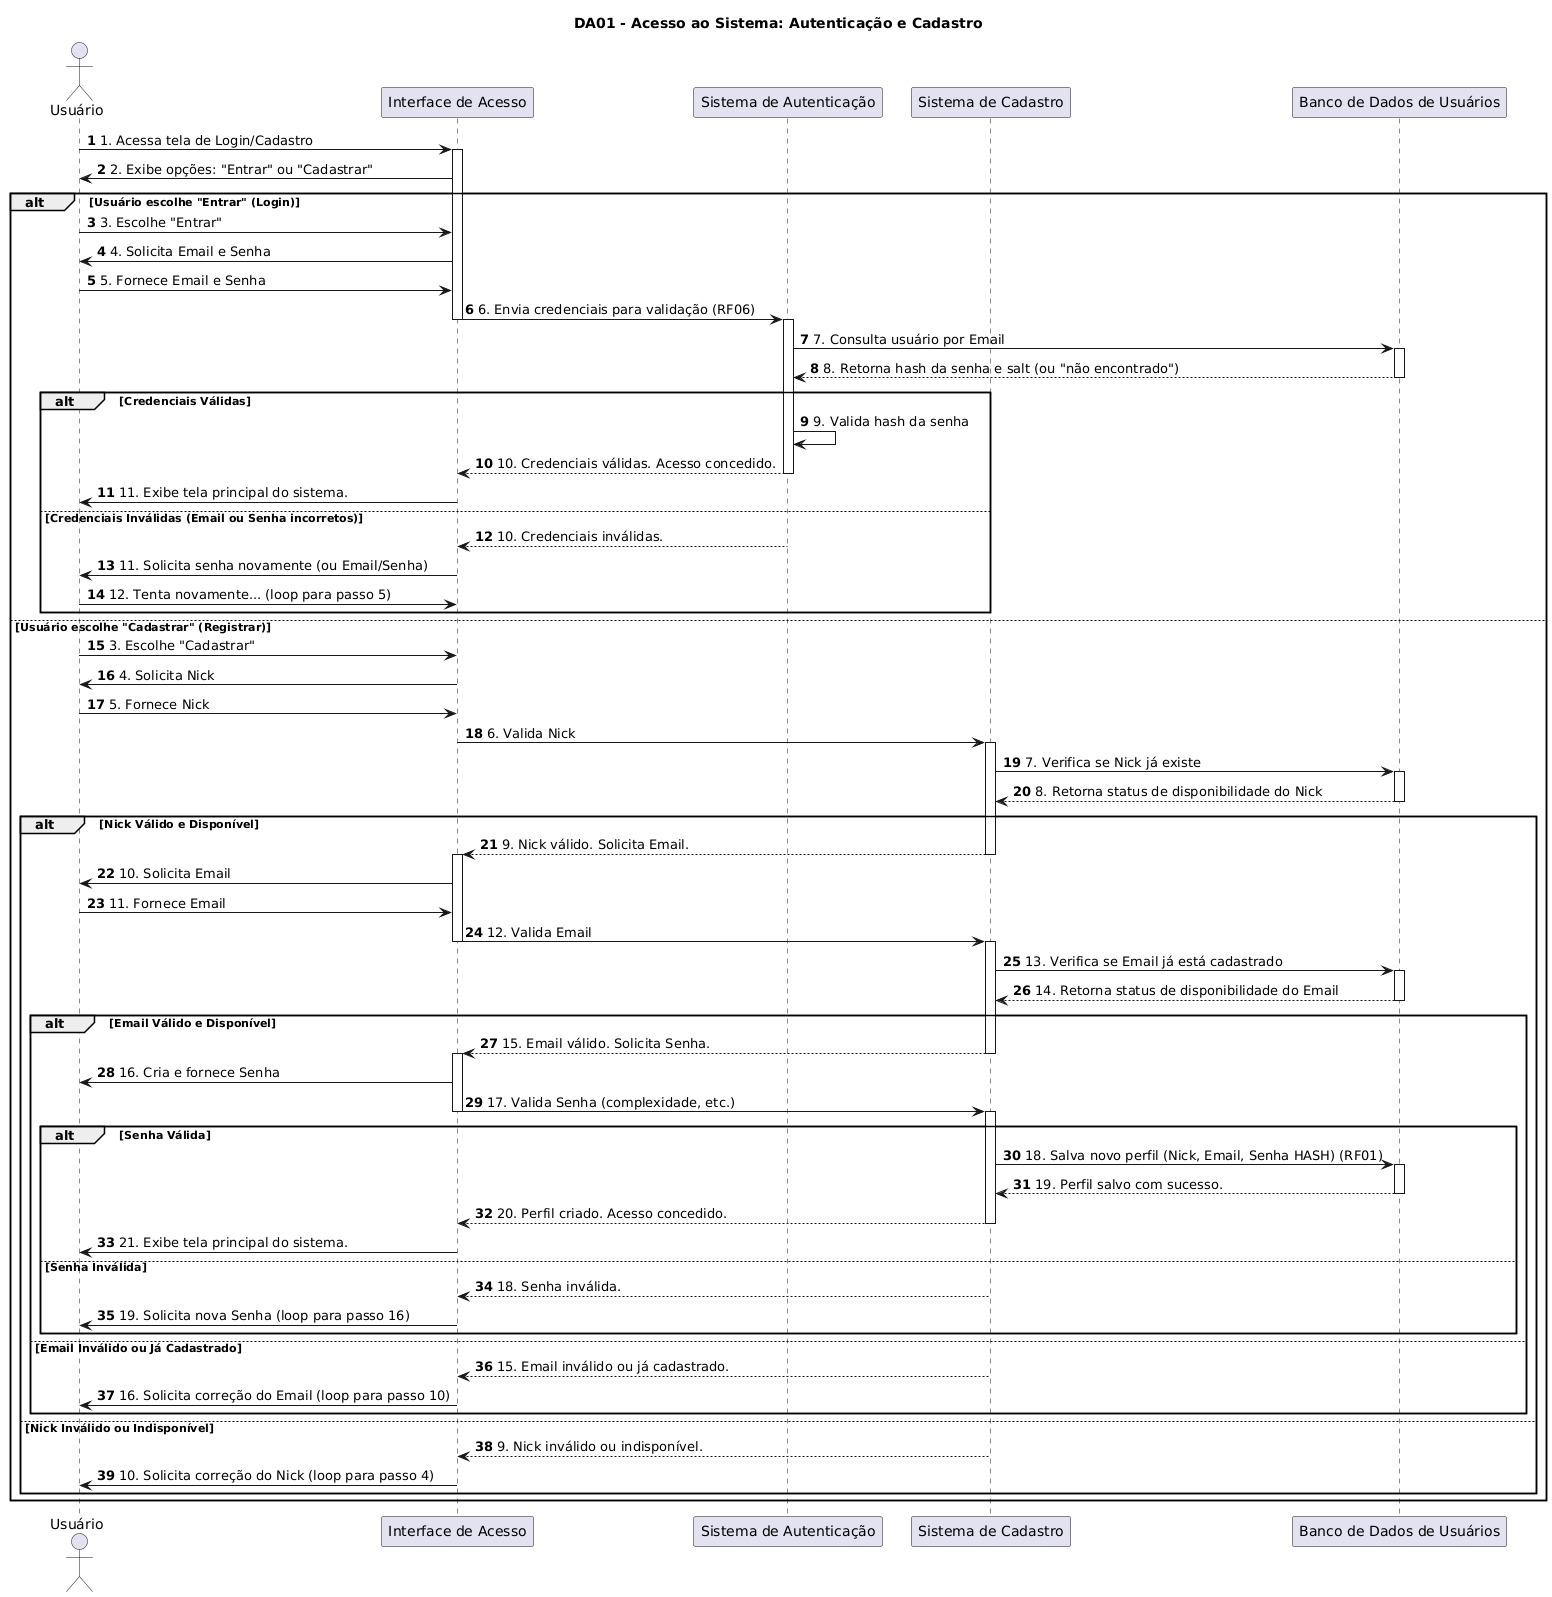 DA01 - Acesso ao Sistema: Autenticação e Cadastro
Usuário
Interface de Acesso
Sistema de Autenticação
Sistema de Cadastro
Banco de Dados de Usuários
1 1. Acessa tela de Login/Cadastro
2 2. Exibe opções: "Entrar" ou "Cadastrar"
alt [Usuário escolhe "Entrar" (Login)]
3 3. Escolhe "Entrar"
4 4. Solicita Email e Senha
5 5. Fornece Email e Senha
6 6. Envia credenciais para validação (RF06)
7 7. Consulta usuário por Email
8 8. Retorna hash da senha e salt (ou "não encontrado")
alt [Credenciais Válidas]
9 9. Valida hash da senha
10 10. Credenciais válidas. Acesso concedido.
11 11. Exibe tela principal do sistema.
[Credenciais Inválidas (Email ou Senha incorretos)]
12 10. Credenciais inválidas.
13 11. Solicita senha novamente (ou Email/Senha)
14 12. Tenta novamente... (loop para passo 5)
[Usuário escolhe "Cadastrar" (Registrar)]
15 3. Escolhe "Cadastrar"
16 4. Solicita Nick
17 5. Fornece Nick
18 6. Valida Nick
19 7. Verifica se Nick já existe
20 8. Retorna status de disponibilidade do Nick
alt [Nick Válido e Disponível]
21 9. Nick válido. Solicita Email.
22 10. Solicita Email
23 11. Fornece Email
24 12. Valida Email
25 13. Verifica se Email já está cadastrado
26 14. Retorna status de disponibilidade do Email
alt [Email Válido e Disponível]
27 15. Email válido. Solicita Senha.
28 16. Cria e fornece Senha
29 17. Valida Senha (complexidade, etc.)
alt [Senha Válida]
30 18. Salva novo perfil (Nick, Email, Senha HASH) (RF01)
31 19. Perfil salvo com sucesso.
32 20. Perfil criado. Acesso concedido.
33 21. Exibe tela principal do sistema.
[Senha Inválida]
34 18. Senha inválida.
35 19. Solicita nova Senha (loop para passo 16)
[Email Inválido ou Já Cadastrado]
36 15. Email inválido ou já cadastrado.
37 16. Solicita correção do Email (loop para passo 10)
[Nick Inválido ou Indisponível]
38 9. Nick inválido ou indisponível.
39 10. Solicita correção do Nick (loop para passo 4)
Usuário
Interface de Acesso
Sistema de Autenticação
Sistema de Cadastro
Banco de Dados de Usuários